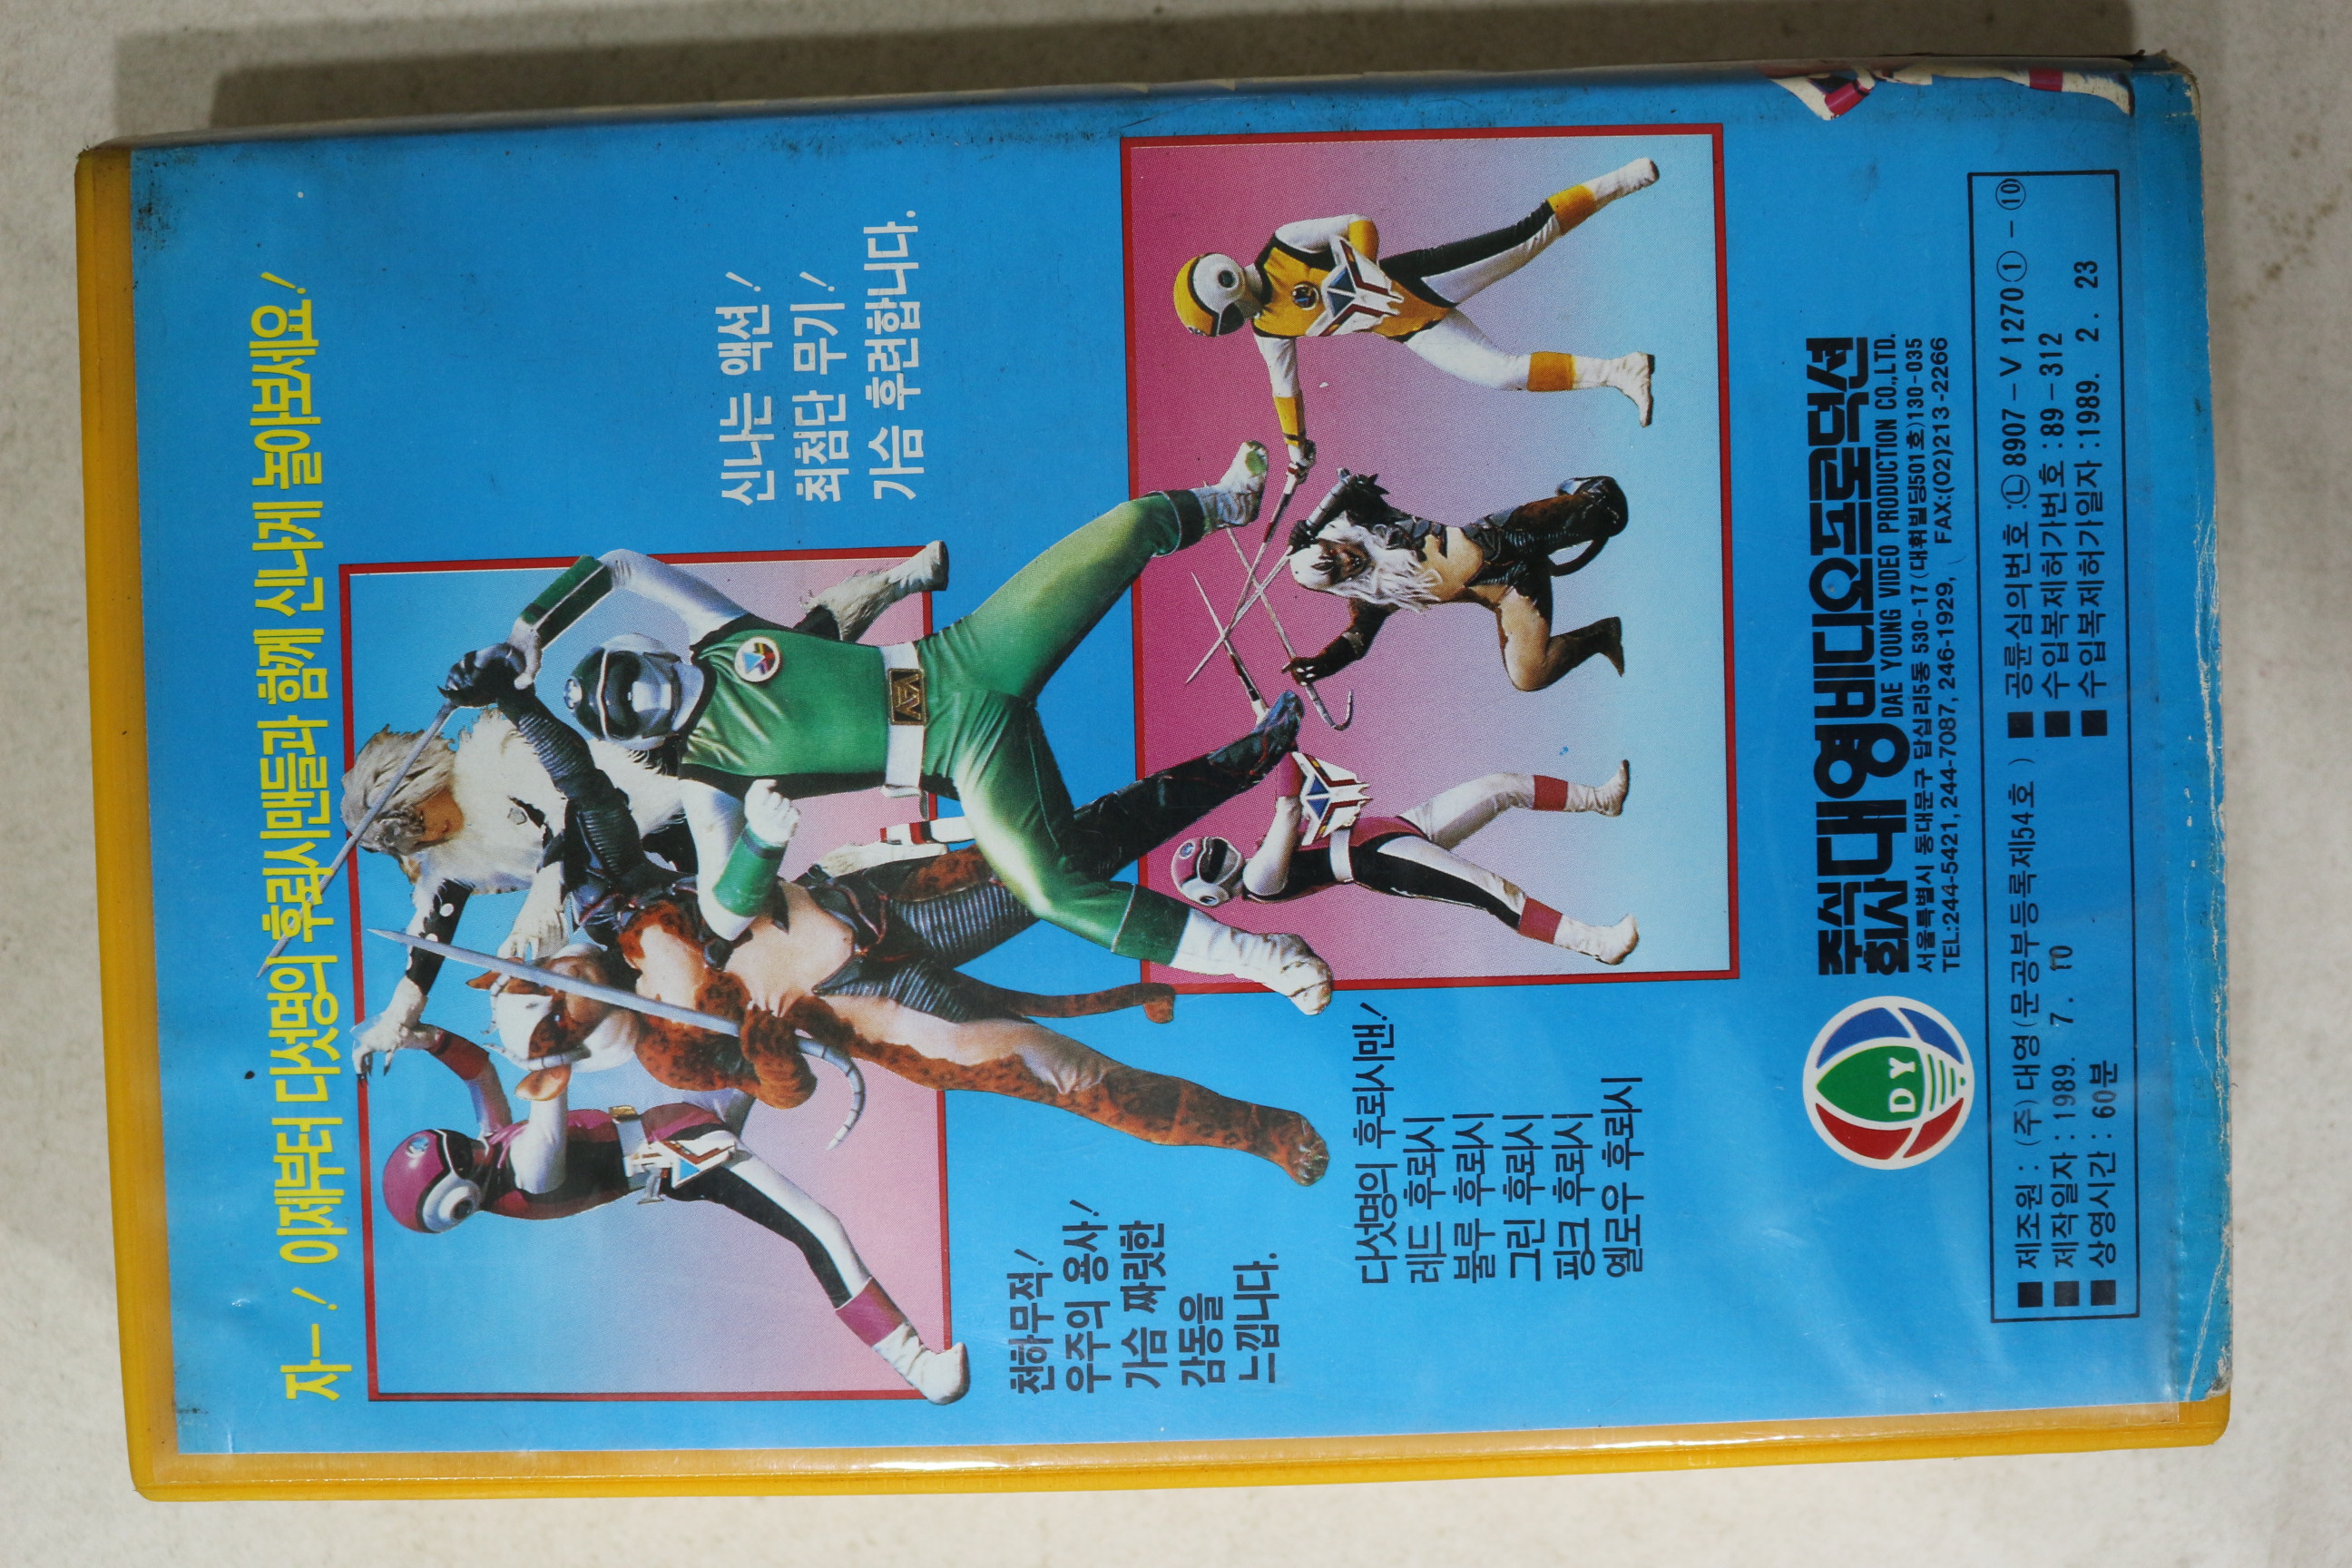 자— ! 이제부터 다섯명의 후뢰시맨들과 함께 신나게 놀아보세요!
신나는 액션!
최첨단 무기!
가슴 후련합니다.
천하무적!
우주의 용사!
가슴 짜릿한
감동을
느낍니다.
다섯명의 후뢰시맨!
레드 후뢰시
불루 후뢰시
그린 후뢰시
핑크 후뢰시
옐로우 후뢰시
DY
주식회사 대영비디오프로덕션
DAE YOUNG VIDEO PRODUCTION CO.,LTD.
서울특별시 동대문구 답십리5동 530-17(대휘빌딩501호)130-035
TEL:244-5421, 244-7087, 246-1929, FAX:(02)213-2266
■ 제조원 : (주)대영(문공부등록제54호)
■ 제작일자 : 1989. 7. 10
■ 상영시간 : 60분
■ 공륜심의번호 :Ⓛ8907-V1270①-⑩
■ 수입복제허가번호 : 89-312
■ 수입복제허가일자 :1989. 2. 23